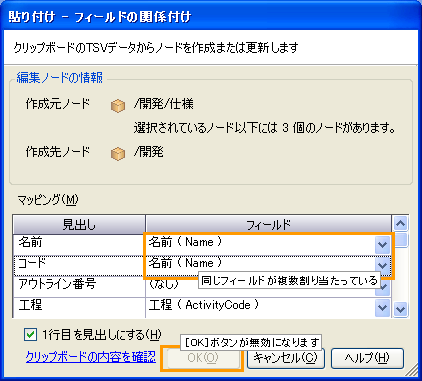 貼り付け - フィールドの関係付け
クリップボードのTSVデータからノードを作成または更新します
編集ノードの情報
作成元ノード /開発/仕様
選択されているノード以下には 3 個のノードがあります。
作成先ノード /開発
マッピング(M)
見出し フィールド
名前 名前 ( Name )
コード 名前 ( Name )
同じフィールドが複数割り当たっている
アウトライン番号 (なし)
工程 工程 ( ActivityCode )
1行目を見出しにする(H)
[OK]ボタンが無効になります
クリップボードの内容を確認 OK(O) キャンセル(C) ヘルプ(H)